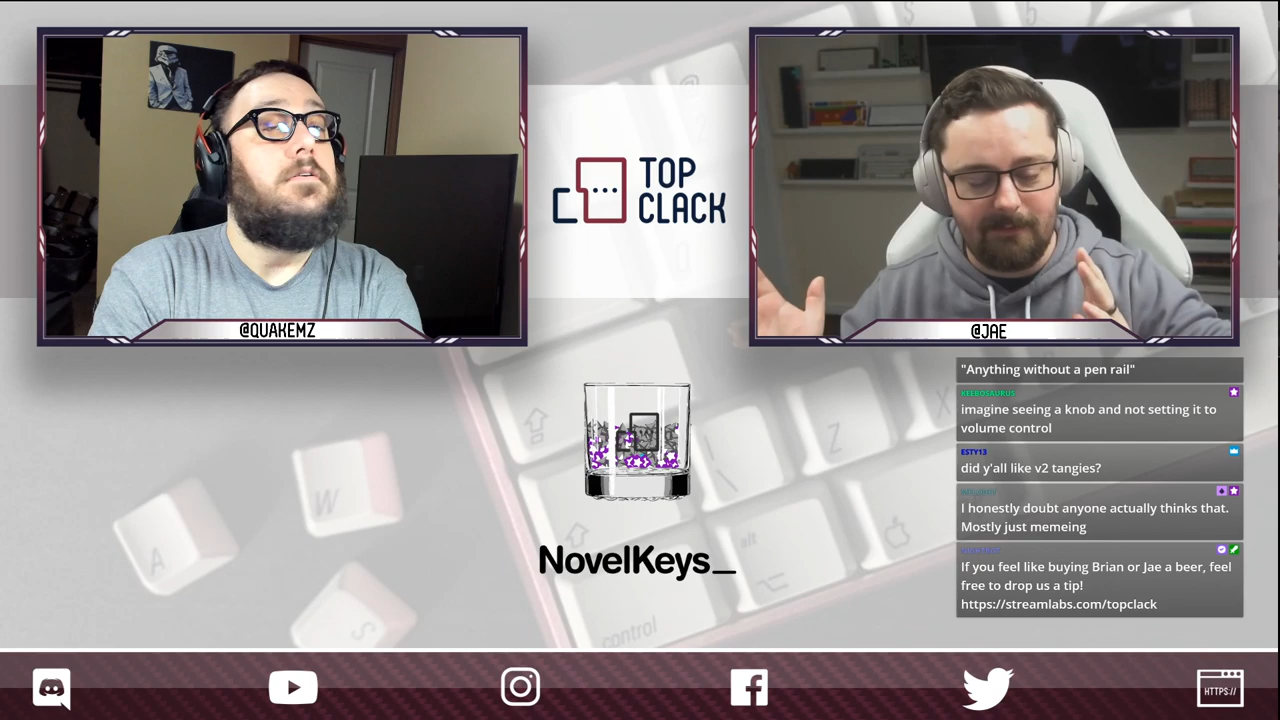 TOP
CLACK
@QUAKEMZ
@JAE
"Anything without a pen rail"
KEEBOSAURUS
imagine seeing a knob and not setting it to
volume control
ESTY13
did y'all like v2 tangies?
I honestly doubt anyone actually thinks that.
Mostly just memeing
If you feel like buying Brian or Jae a beer, feel
free to drop us a tip!
https://streamlabs.com/topclack
NovelKeys_
A
W
S
Z
X
alt
control
HTTPS://